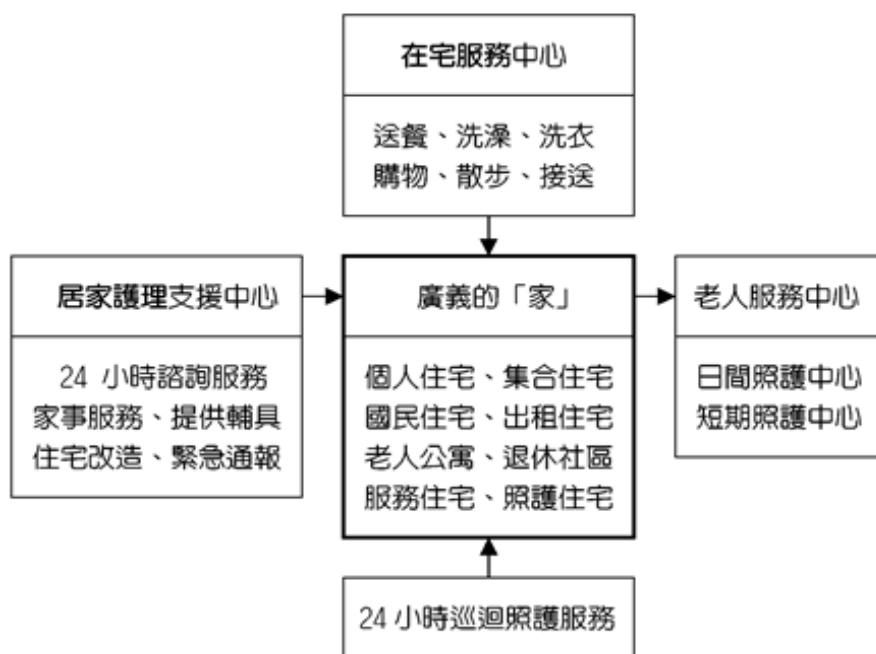 在宅服務中心
送餐、洗澡、洗衣
購物、散步、接送
居家護理支援中心
24 小時諮詢服務
家事服務、提供輔具
住宅改造、緊急通報
廣義的「家」
個人住宅、集合住宅
國民住宅、出租住宅
老人公寓、退休社區
服務住宅、照護住宅
老人服務中心
日間照護中心
短期照護中心
24 小時巡迴照護服務